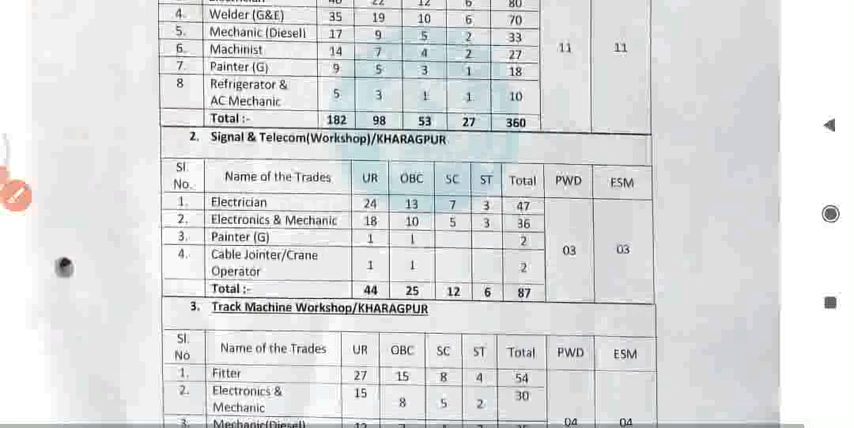 80
4. Welder (G&E) 35 19 10 6 70
5. Mechanic (Diesel) 17 9 5 2 33
6. Machinist 14 7 4 2 27 11 11
7. Painter (G) 9 5 3 1 18
8 Refrigerator & 5 3 1 1 10
AC Mechanic
Total :- 182 98 53 27 360
2. Signal & Telecom(Workshop)/KHARAGPUR
Sl. No. Name of the Trades UR OBC SC ST Total PWD ESM
1. Electrician 24 13 7 3 47
2. Electronics & Mechanic 18 10 5 3 36
3. Painter (G) 1 1 2
4. Cable Jointer/Crane 1 1 2 03 03
Operator
Total :- 44 25 12 6 87
3. Track Machine Workshop/KHARAGPUR
Sl. No Name of the Trades UR OBC SC ST Total PWD ESM
1. Fitter 27 15 8 4 54
2. Electronics & 15 8 5 2 30
Mechanic
3. Mechanic(Diesel) 04 04